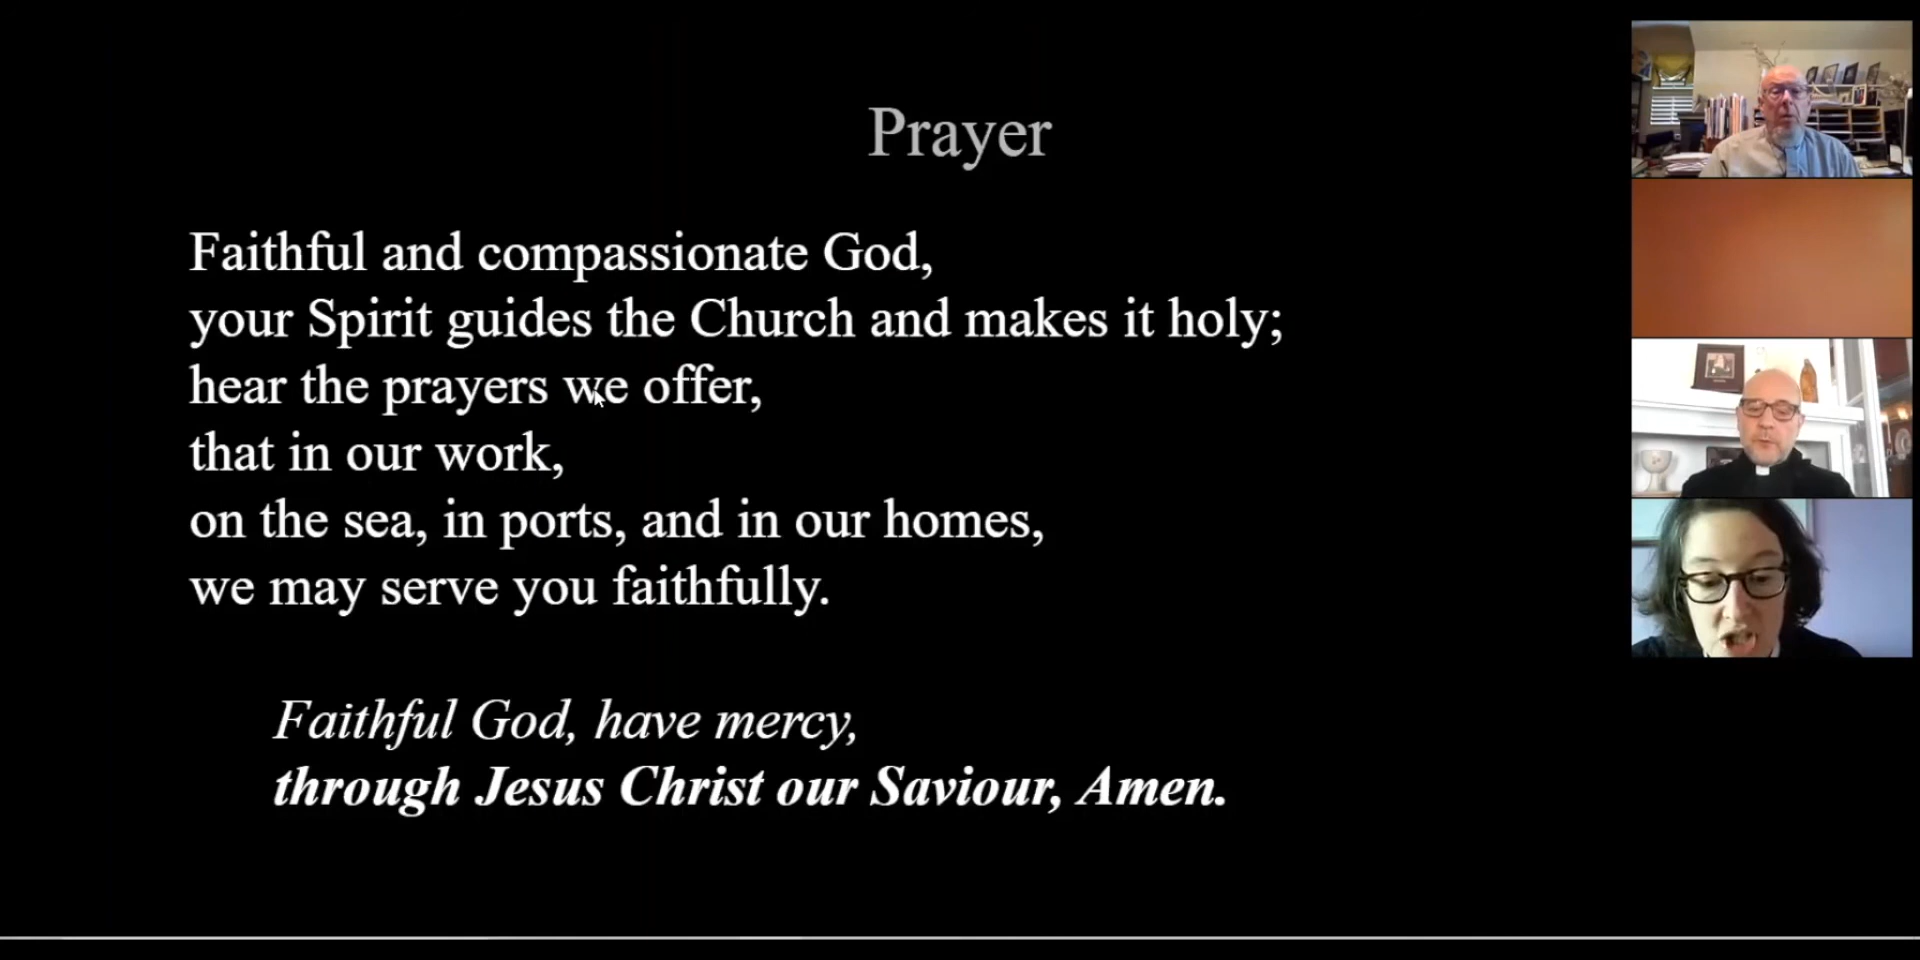 Prayer
Faithful and compassionate God,
your Spirit guides the Church and makes it holy;
hear the prayers we offer,
that in our work,
on the sea, in ports, and in our homes,
we may serve you faithfully.
Faithful God, have mercy,
through Jesus Christ our Saviour, Amen.